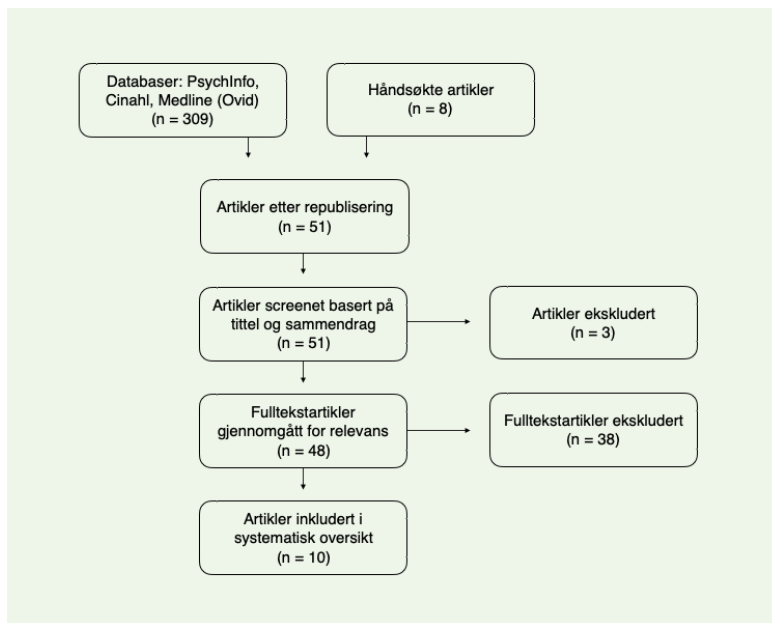 Databaser: PsychInfo,
Cinahl, Medline (Ovid)
(n = 309)
Håndsøkte artikler
(n = 8)
Artikler etter republisering
(n = 51)
Artikler screenet basert på
tittel og sammendrag
(n = 51)
Artikler ekskludert
(n = 3)
Fulltekstartikler
gjennomgått for relevans
(n = 48)
Fulltekstartikler ekskludert
(n = 38)
Artikler inkludert i
systematisk oversikt
(n = 10)